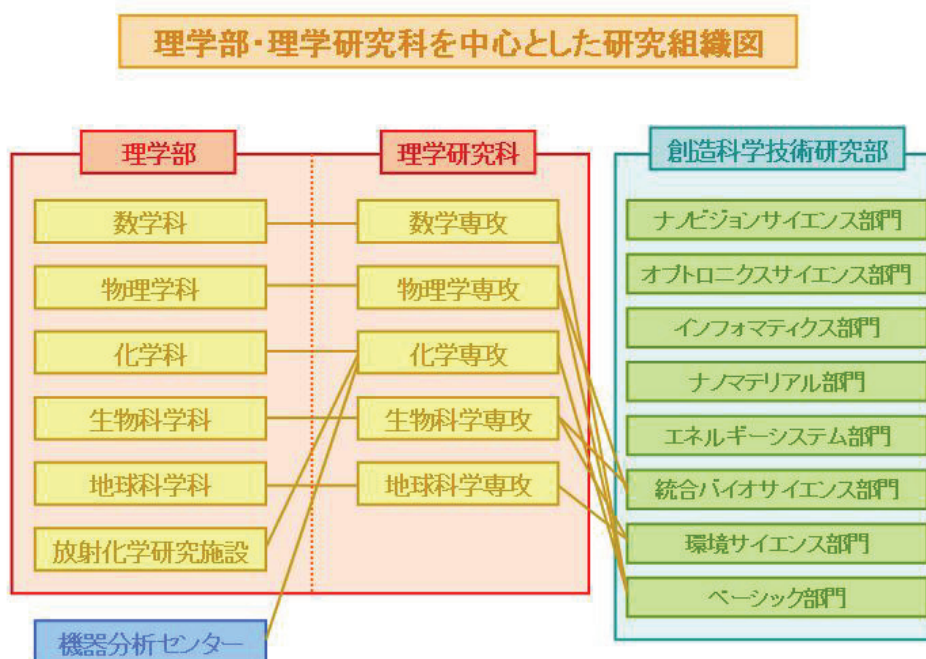 理学部・理学研究科を中心とした研究組織図
理学部
理学研究科
創造科学技術研究部
数学科
物理学科
化学科
生物科学科
地球科学科
放射化学研究施設
機器分析センター
数学専攻
物理学専攻
化学専攻
生物科学専攻
地球科学専攻
ナノビジョンサイエンス部門
オプトロニクスサイエンス部門
インフォマティクス部門
ナノマテリアル部門
エネルギーシステム部門
統合バイオサイエンス部門
環境サイエンス部門
ベーシック部門